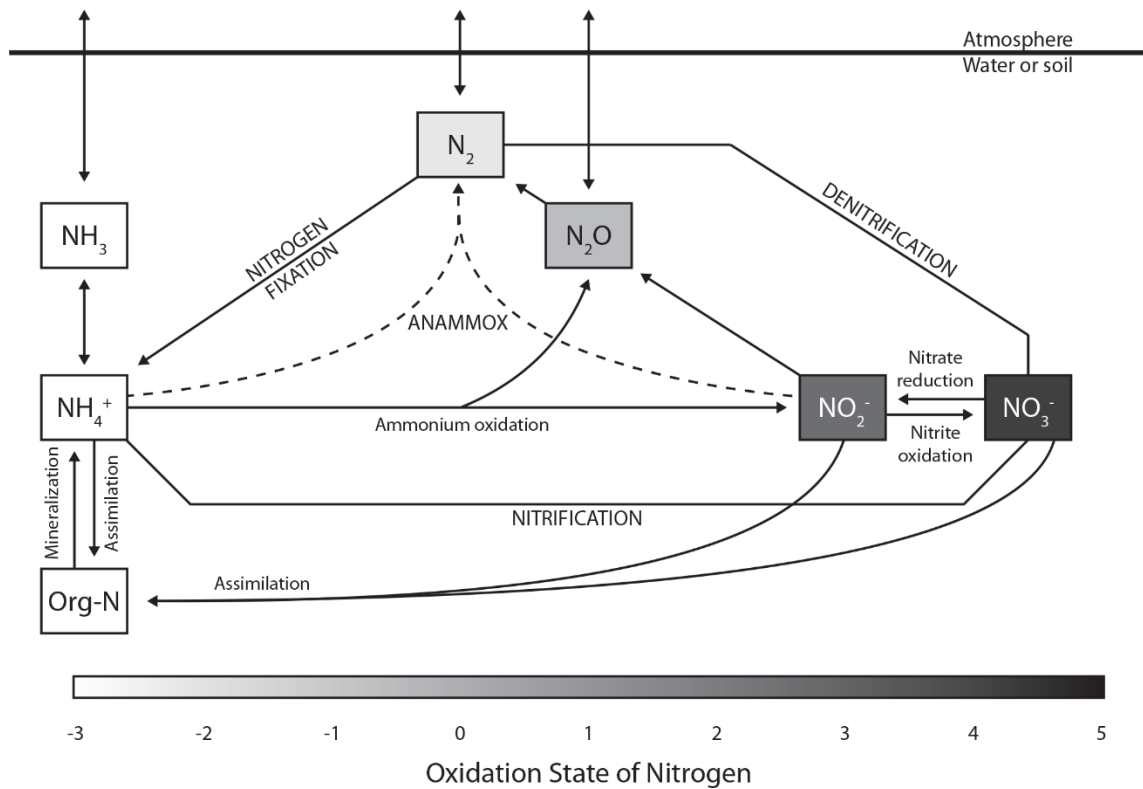 Atmosphere
Water or soil
N₂
DENITRIFICATION
NH₃
N₂O
NITROGEN
FIXATION
ANAMMOX
Nitrate
reduction
NH₄⁺
NO₂⁻
NO₃⁻
Ammonium oxidation
Nitrite
oxidation
Mineralization
Assimilation
NITRIFICATION
Assimilation
Org-N
-3 -2 -1 0 1 2 3 4 5
Oxidation State of Nitrogen